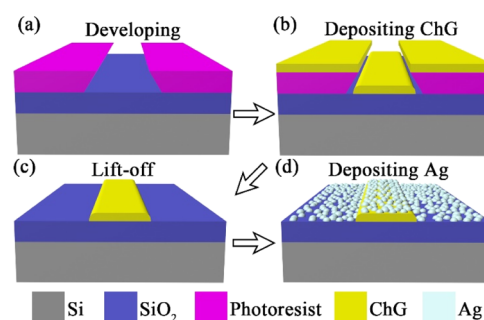 (a) Developing
(b) Depositing ChG
(c) Lift-off
(d) Depositing Ag
Si SiO₂ Photoresist ChG Ag